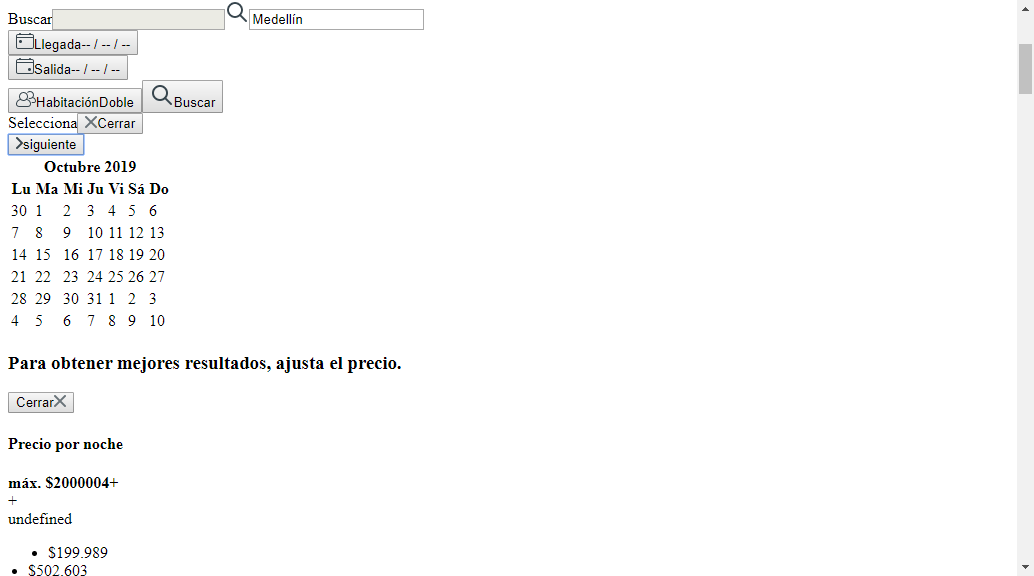 Buscar Medellín
Llegada-- / -- / --
Salida-- / -- / --
HabitaciónDoble Buscar
Selecciona Cerrar
siguiente
Octubre 2019
Lu Ma Mi Ju Vi Sá Do
30 1 2 3 4 5 6
7 8 9 10 11 12 13
14 15 16 17 18 19 20
21 22 23 24 25 26 27
28 29 30 31 1 2 3
4 5 6 7 8 9 10
Para obtener mejores resultados, ajusta el precio.
Cerrar
Precio por noche
máx. $2000004+
+
undefined
$199.989
$502.603